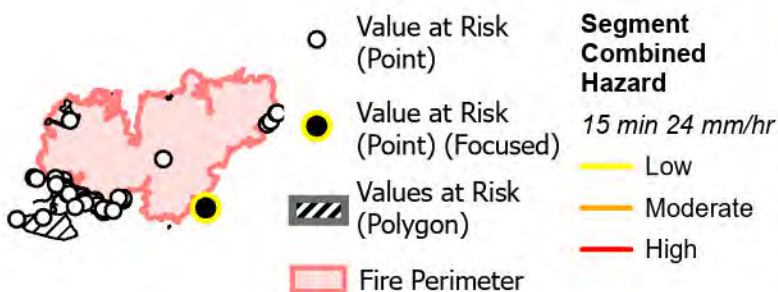 Value at Risk
(Point)
Value at Risk
(Point) (Focused)
Values at Risk
(Polygon)
Fire Perimeter
Segment
Combined
Hazard
15 min 24 mm/hr
Low
Moderate
High